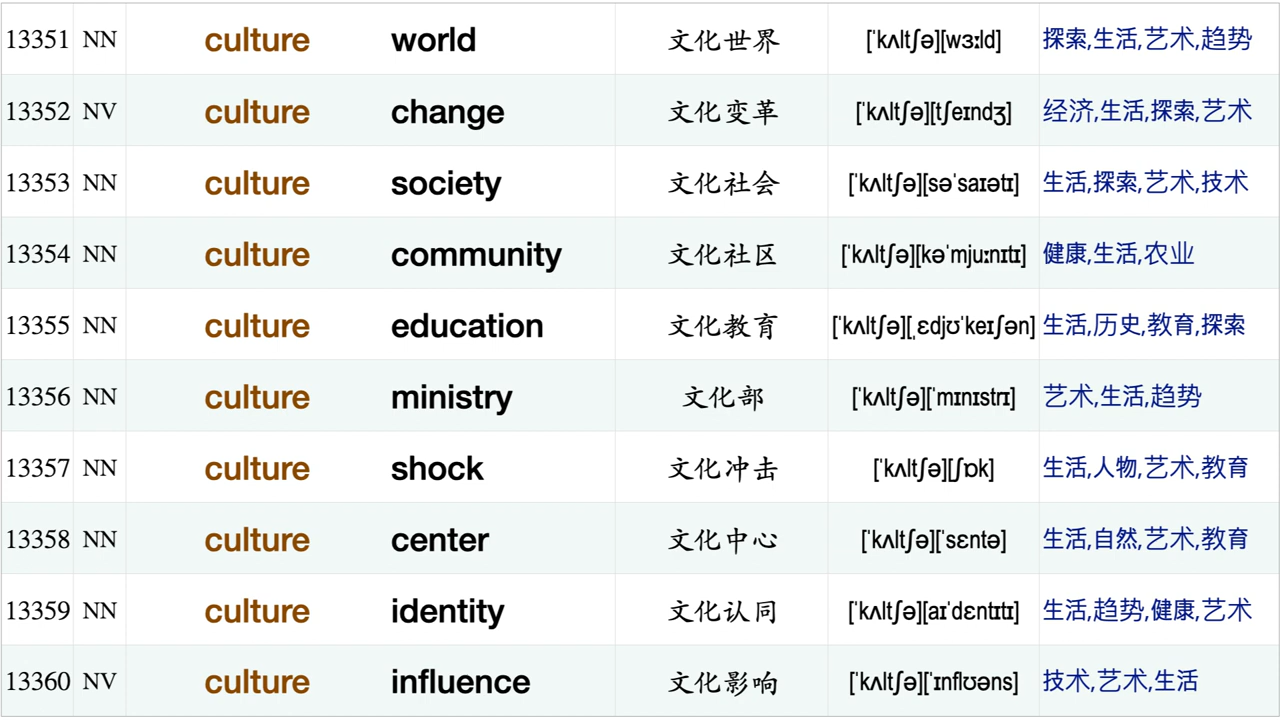 13351 NN culture world 文化世界 [ˈkʌltʃə][wɜːld] 探索,生活,艺术,趋势
13352 NV culture change 文化变革 [ˈkʌltʃə][tʃeɪndʒ] 经济,生活,探索,艺术
13353 NN culture society 文化社会 [ˈkʌltʃə][səˈsaɪətɪ] 生活,探索,艺术,技术
13354 NN culture community 文化社区 [ˈkʌltʃə][kəˈmjuːnɪtɪ] 健康,生活,农业
13355 NN culture education 文化教育 [ˈkʌltʃə][ˌɛdjʊˈkeɪʃən] 生活,历史,教育,探索
13356 NN culture ministry 文化部 [ˈkʌltʃə][ˈmɪnɪstrɪ] 艺术,生活,趋势
13357 NN culture shock 文化冲击 [ˈkʌltʃə][ʃɒk] 生活,人物,艺术,教育
13358 NN culture center 文化中心 [ˈkʌltʃə][ˈsɛntə] 生活,自然,艺术,教育
13359 NN culture identity 文化认同 [ˈkʌltʃə][aɪˈdɛntɪtɪ] 生活,趋势,健康,艺术
13360 NV culture influence 文化影响 [ˈkʌltʃə][ˈɪnflʊəns] 技术,艺术,生活